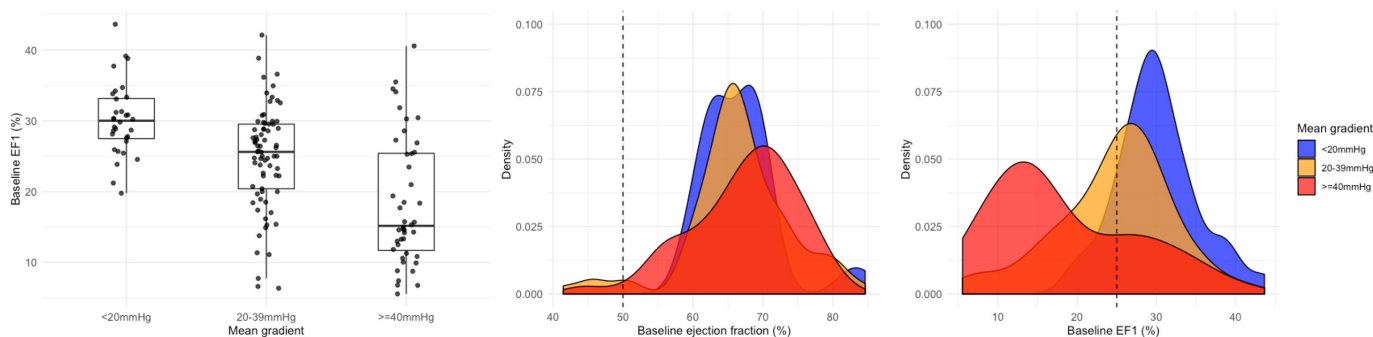 40
30
20
10
Baseline EF1 (%)
<20mmHg
20-39mmHg
>=40mmHg
Mean gradient
0.100
0.075
0.050
0.025
0.000
Density
40
50
60
70
80
Baseline ejection fraction (%)
0.100
0.075
0.050
0.025
0.000
Density
10
20
30
40
Baseline EF1 (%)
Mean gradient
<20mmHg
20-39mmHg
>=40mmHg